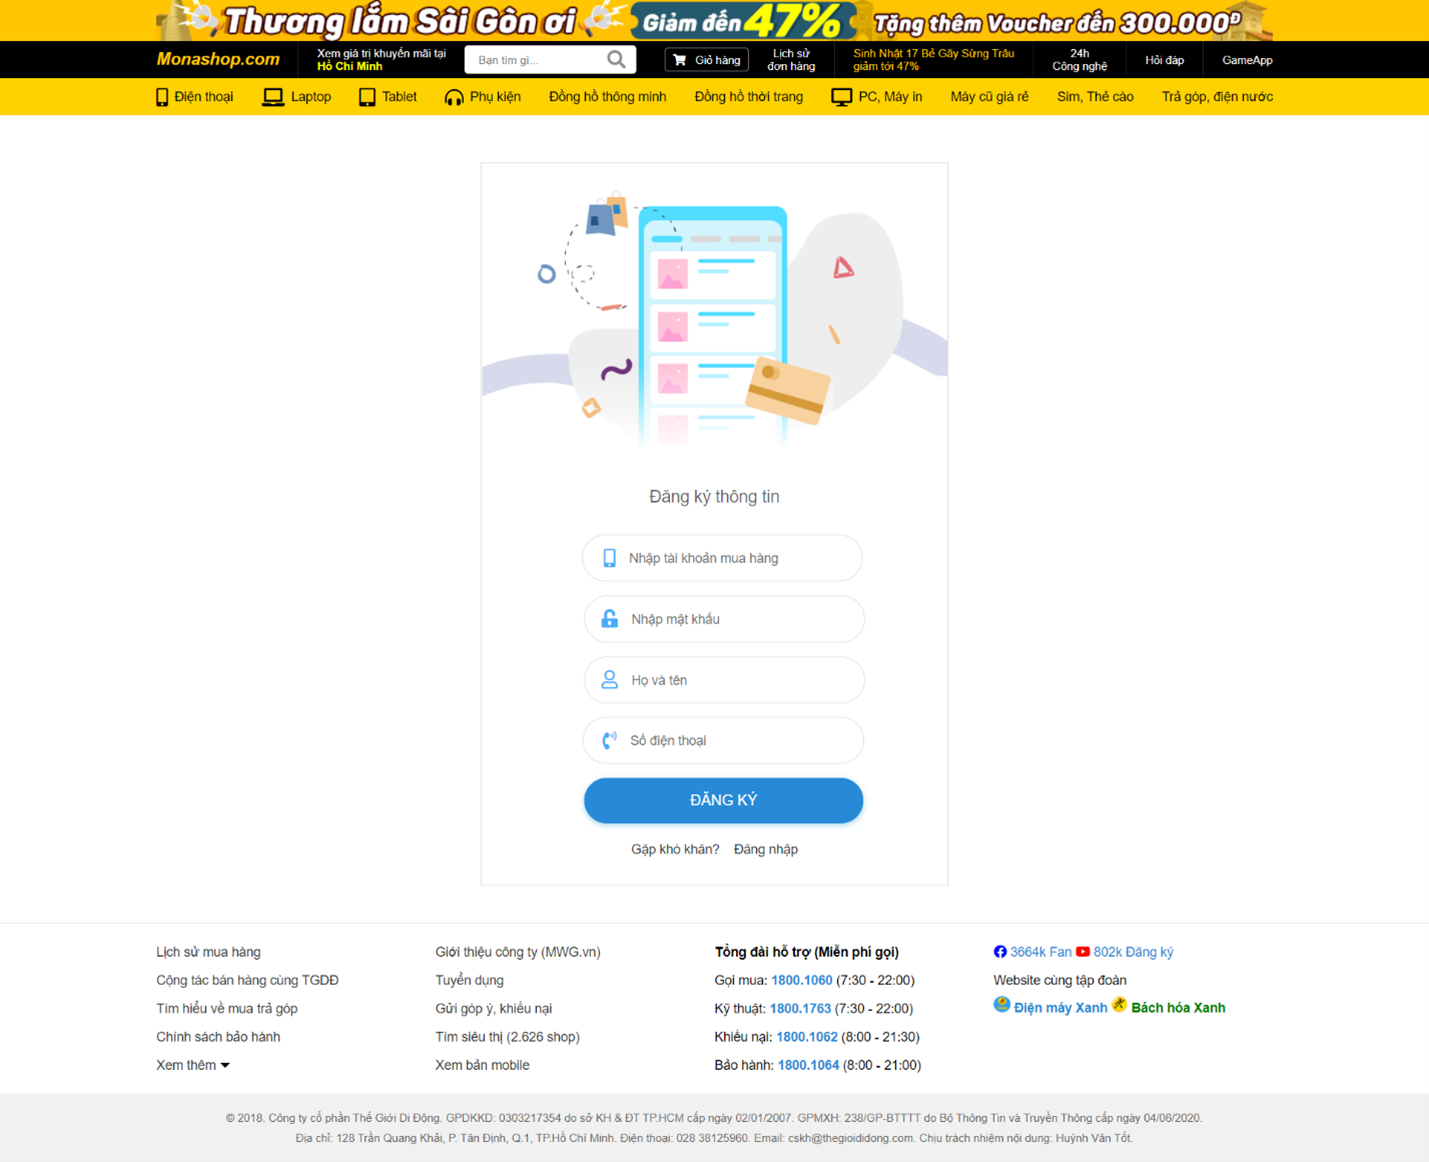 Thương lắm Sài Gòn ơi Giảm đến 47% Tặng thêm Voucher đến 300.000Đ
Monashop.com
Xem giá trị khuyến mãi tại
Hồ Chí Minh
Bạn tìm gì...
Giỏ hàng
Lịch sử
đơn hàng
Sinh Nhật 17 Bẻ Gãy Sừng Trâu
giảm tới 47%
24h
Công nghệ
Hỏi đáp
GameApp
Điện thoại Laptop Tablet Phụ kiện Đồng hồ thông minh Đồng hồ thời trang PC, Máy in Máy cũ giá rẻ Sim, Thẻ cào Trả góp, điện nước
Đăng ký thông tin
Nhập tài khoản mua hàng
Nhập mật khẩu
Họ và tên
Số điện thoại
ĐĂNG KÝ
Gặp khó khăn? Đăng nhập
Lịch sử mua hàng
Cộng tác bán hàng cùng TGDĐ
Tìm hiểu về mua trả góp
Chính sách bảo hành
Xem thêm
Giới thiệu công ty (MWG.vn)
Tuyển dụng
Gửi góp ý, khiếu nại
Tìm siêu thị (2.626 shop)
Xem bản mobile
Tổng đài hỗ trợ (Miễn phí gọi)
Gọi mua: 1800.1060 (7:30 - 22:00)
Kỹ thuật: 1800.1763 (7:30 - 22:00)
Khiếu nại: 1800.1062 (8:00 - 21:30)
Bảo hành: 1800.1064 (8:00 - 21:00)
3664k Fan 802k Đăng ký
Website cùng tập đoàn
Điện máy Xanh Bách hóa Xanh
© 2018. Công ty cổ phần Thế Giới Di Động. GPDKKD: 0303217354 do sở KH & ĐT TP.HCM cấp ngày 02/01/2007. GPMXH: 238/GP-BTTTT do Bộ Thông Tin và Truyền Thông cấp ngày 04/06/2020.
Địa chỉ: 128 Trần Quang Khải, P. Tân Định, Q.1, TP.Hồ Chí Minh. Điện thoại: 028 38125960. Email: cskh@thegioididong.com. Chịu trách nhiệm nội dung: Huỳnh Văn Tốt.